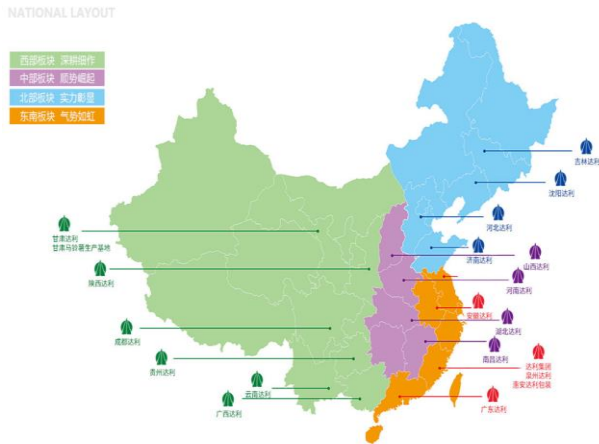 NATIONAL LAYOUT
西部板块 深耕细作
中部板块 顺势崛起
北部板块 实力彰显
东南板块 气势如虹
吉林达利
沈阳达利
河北达利
济南达利
甘肃达利
甘肃马铃薯生产基地
山西达利
陕西达利
河南达利
安徽达利
湖北达利
成都达利
南昌达利
贵州达利
达利集团
泉州达利
惠安达利包装
云南达利
广西达利
广东达利